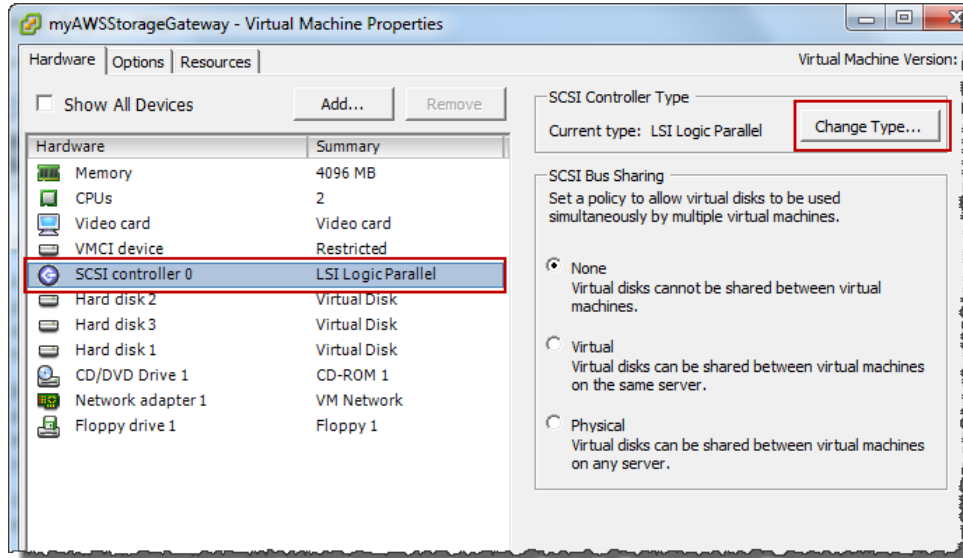 myAWSStorageGateway - Virtual Machine Properties
Hardware Options Resources
Virtual Machine Version:
Show All Devices
Add...
Remove
Hardware Summary
Memory 4096 MB
CPUs 2
Video card Video card
VMCI device Restricted
SCSI controller 0 LSI Logic Parallel
Hard disk 2 Virtual Disk
Hard disk 3 Virtual Disk
Hard disk 1 Virtual Disk
CD/DVD Drive 1 CD-ROM 1
Network adapter 1 VM Network
Floppy drive 1 Floppy 1
SCSI Controller Type
Current type: LSI Logic Parallel
Change Type...
SCSI Bus Sharing
Set a policy to allow virtual disks to be used
simultaneously by multiple virtual machines.
None
Virtual disks cannot be shared between virtual
machines.
Virtual
Virtual disks can be shared between virtual machines
on the same server.
Physical
Virtual disks can be shared between virtual machines
on any server.